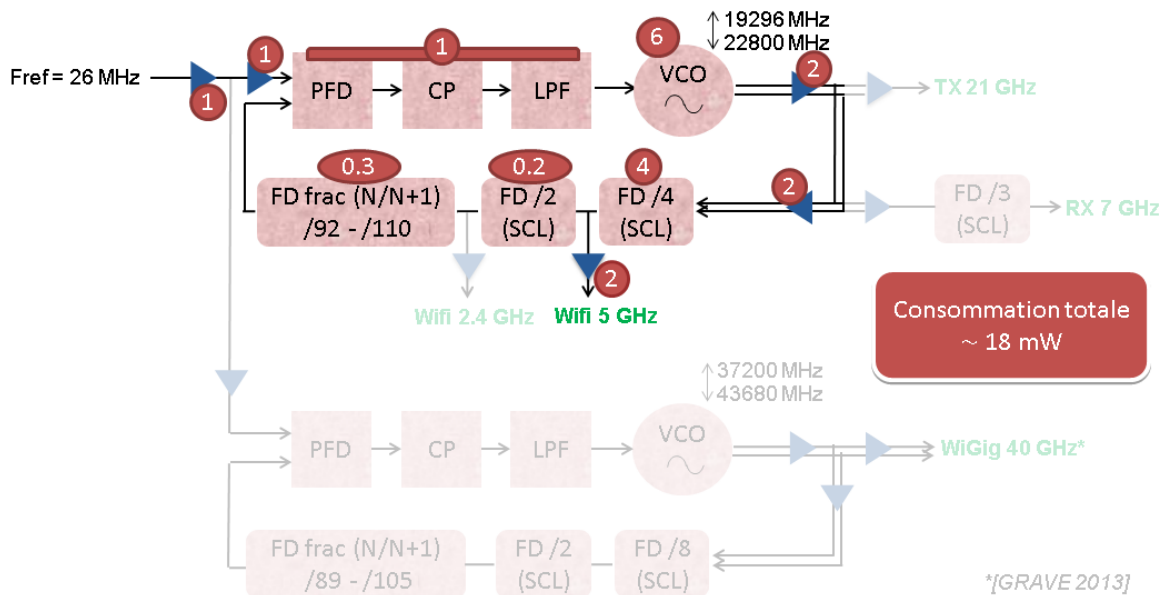 19296 MHz
22800 MHz
1
1
6
Fref = 26 MHz
1
PFD
CP
LPF
VCO
2
TX 21 GHz
0.3
0.2
4
2
FD frac (N/N+1)
/92 - /110
FD /2
(SCL)
FD /4
(SCL)
FD /3
(SCL)
RX 7 GHz
2
Wifi 2.4 GHz
Wifi 5 GHz
Consommation totale
~ 18 mW
37200 MHz
43680 MHz
PFD
CP
LPF
VCO
WiGig 40 GHz*
FD frac (N/N+1)
/89 - /105
FD /2
(SCL)
FD /8
(SCL)
*[GRAVE 2013]